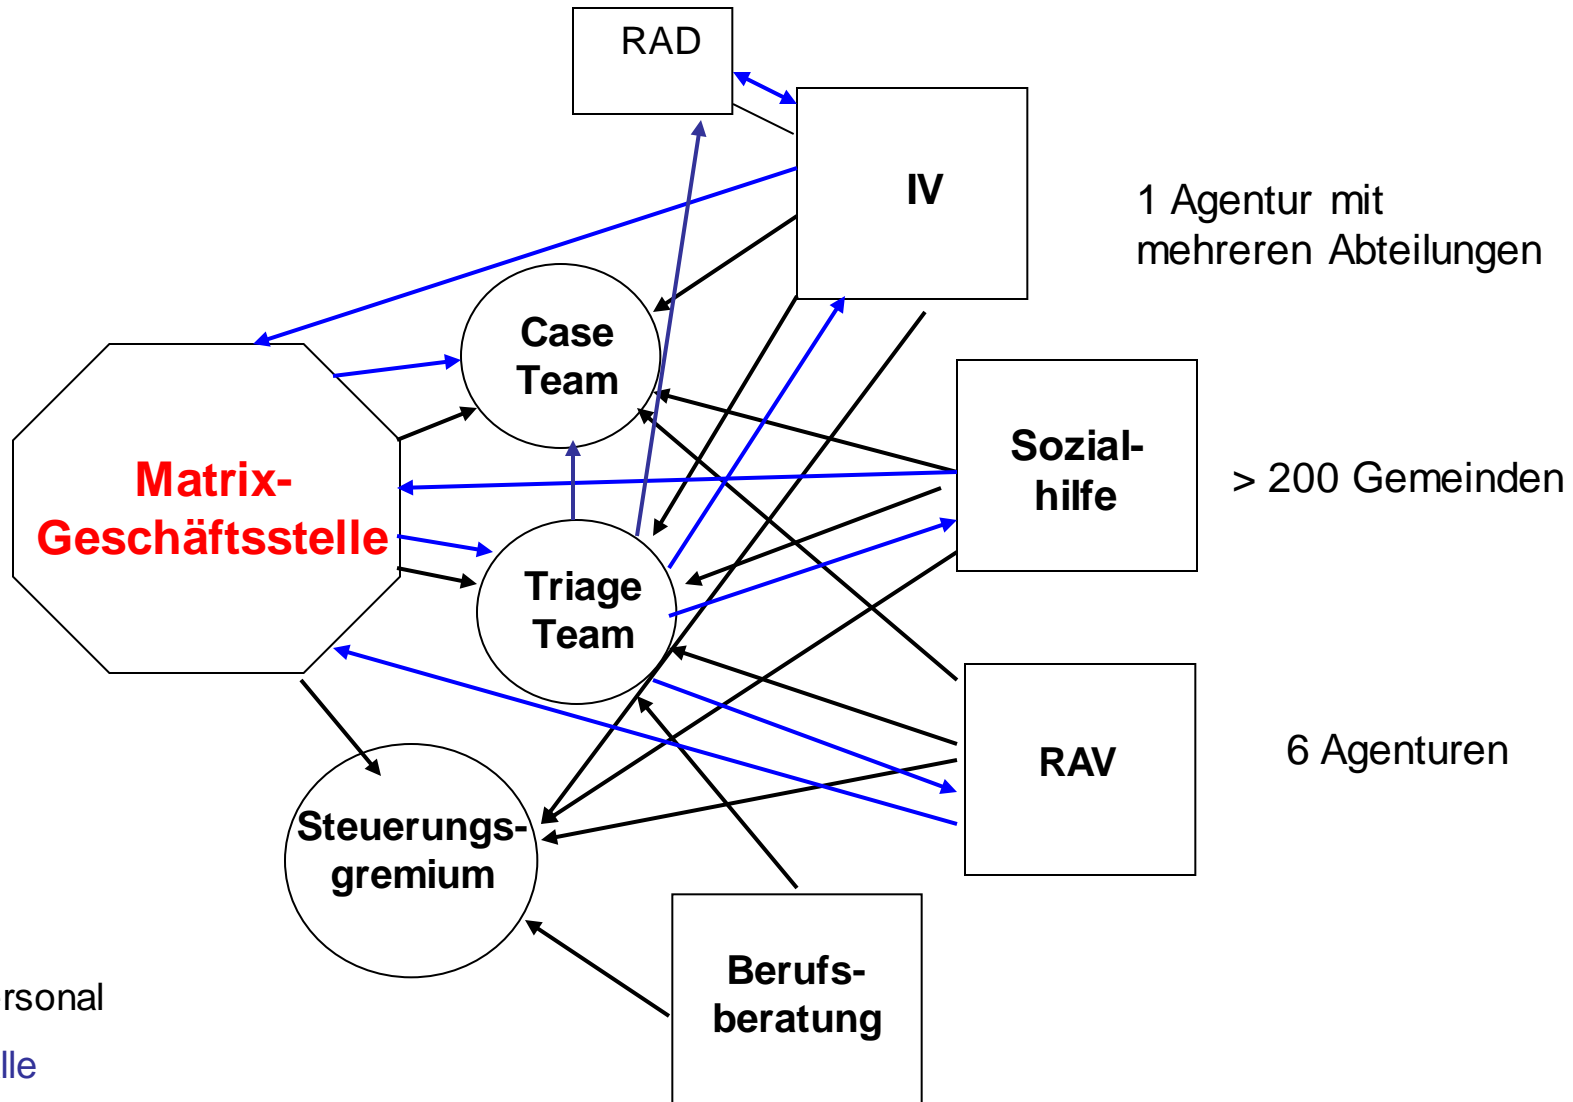 RAD
IV
1 Agentur mit
mehreren Abteilungen
Case
Team
Sozial-
hilfe
> 200 Gemeinden
Matrix-
Geschäftsstelle
Triage
Team
RAV
6 Agenturen
Steuerungs-
gremium
Berufs-
beratung
rsonal
lle